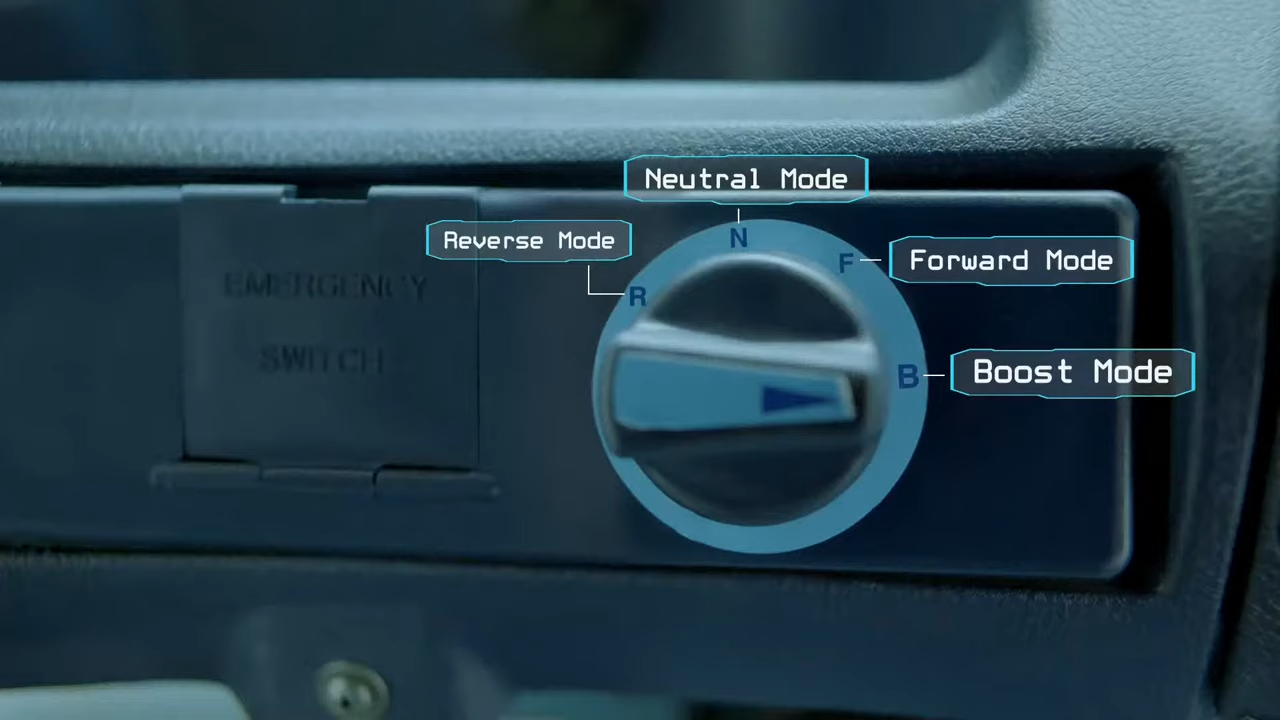 Neutral Mode
Reverse Mode
N
F
Forward Mode
R
EMERGENCY
SWITCH
B
Boost Mode